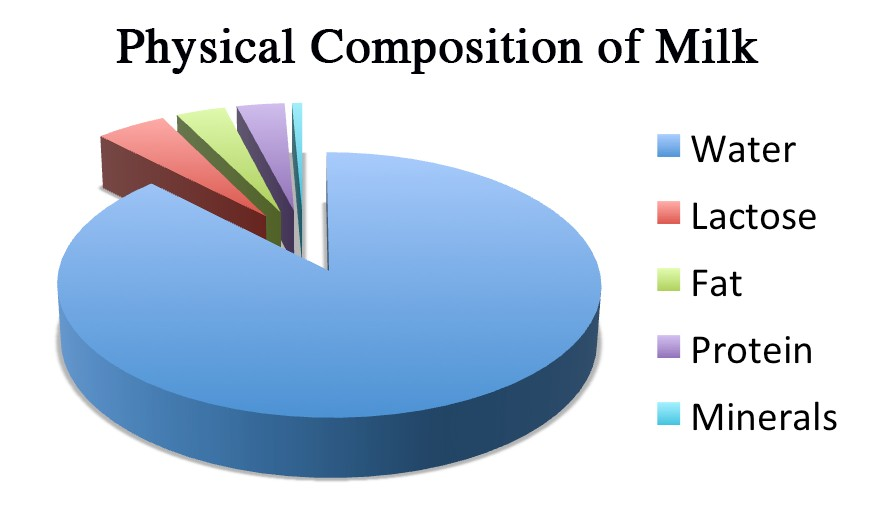 Physical Composition of Milk
Water
Lactose
Fat
Protein
Minerals